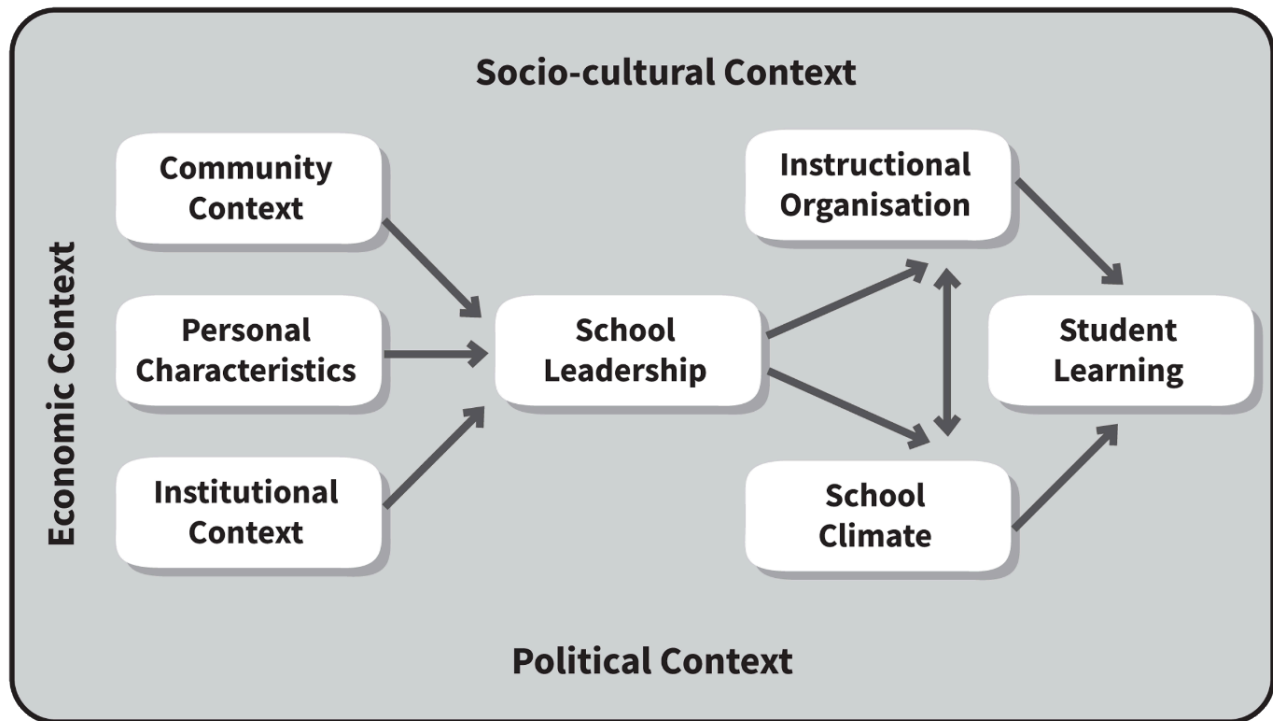 Socio-cultural Context
Economic Context
Community
Context
Personal
Characteristics
Institutional
Context
School
Leadership
Instructional
Organisation
School
Climate
Student
Learning
Political Context